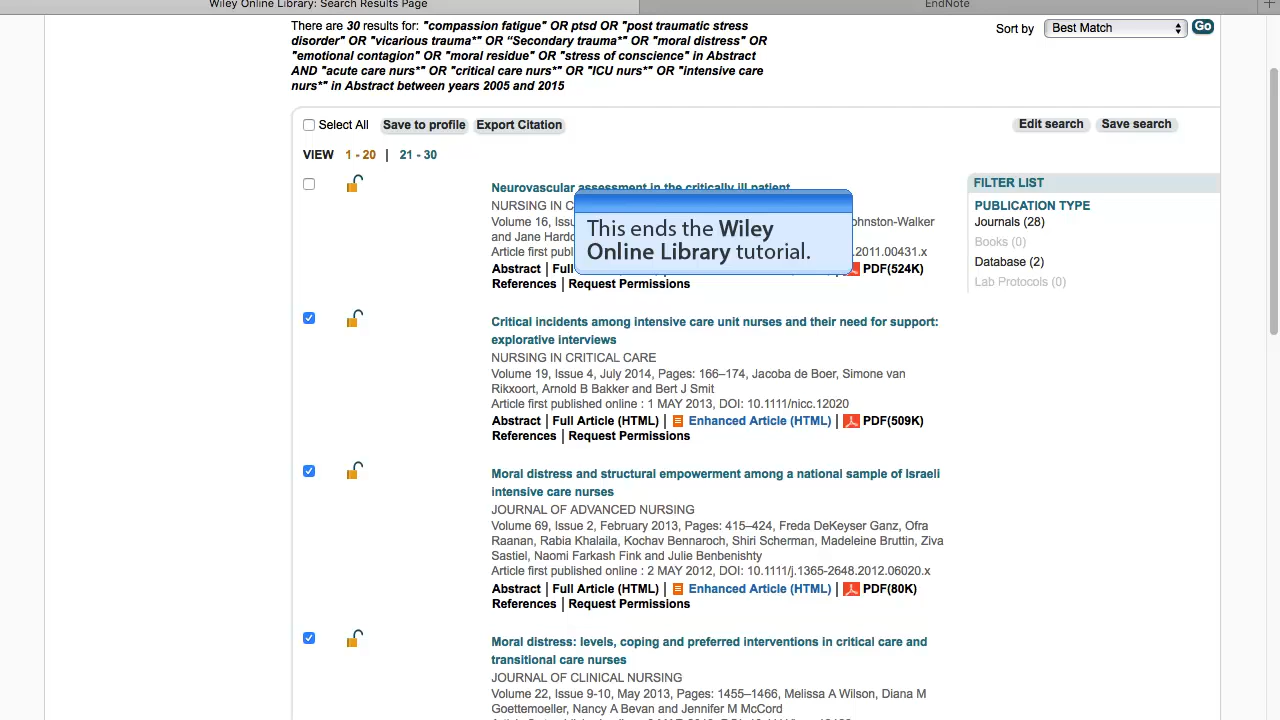 Wiley Online Library: Search Results Page
EndNote
There are 30 results for: "compassion fatigue" OR ptsd OR "post traumatic stress
disorder" OR "vicarious trauma*" OR “Secondary trauma*" OR "moral distress" OR
"emotional contagion" OR "moral residue" OR "stress of conscience" in Abstract
AND "acute care nurs*" OR "critical care nurs*" OR "ICU nurs*" OR "intensive care
nurs*" in Abstract between years 2005 and 2015
Sort by Best Match Go
Select All Save to profile Export Citation
Edit search Save search
VIEW 1 - 20 | 21 - 30
Neurovascular assessment in the critically ill patient
NURSING IN C
Volume 16, Issu
and Jane Hardo
Article first publ
This ends the Wiley
Online Library tutorial.
ohnston-Walker
.2011.00431.x
Abstract | Full PDF(524K)
References | Request Permissions
FILTER LIST
PUBLICATION TYPE
Journals (28)
Books (0)
Database (2)
Lab Protocols (0)
Critical incidents among intensive care unit nurses and their need for support:
explorative interviews
NURSING IN CRITICAL CARE
Volume 19, Issue 4, July 2014, Pages: 166–174, Jacoba de Boer, Simone van
Rikxoort, Arnold B Bakker and Bert J Smit
Article first published online : 1 MAY 2013, DOI: 10.1111/nicc.12020
Abstract | Full Article (HTML) | Enhanced Article (HTML) | PDF(509K)
References | Request Permissions
Moral distress and structural empowerment among a national sample of Israeli
intensive care nurses
JOURNAL OF ADVANCED NURSING
Volume 69, Issue 2, February 2013, Pages: 415–424, Freda DeKeyser Ganz, Ofra
Raanan, Rabia Khalaila, Kochav Bennaroch, Shiri Scherman, Madeleine Bruttin, Ziva
Sastiel, Naomi Farkash Fink and Julie Benbenishty
Article first published online : 2 MAY 2012, DOI: 10.1111/j.1365-2648.2012.06020.x
Abstract | Full Article (HTML) | Enhanced Article (HTML) | PDF(80K)
References | Request Permissions
Moral distress: levels, coping and preferred interventions in critical care and
transitional care nurses
JOURNAL OF CLINICAL NURSING
Volume 22, Issue 9-10, May 2013, Pages: 1455–1466, Melissa A Wilson, Diana M
Goettemoeller, Nancy A Bevan and Jennifer M McCord